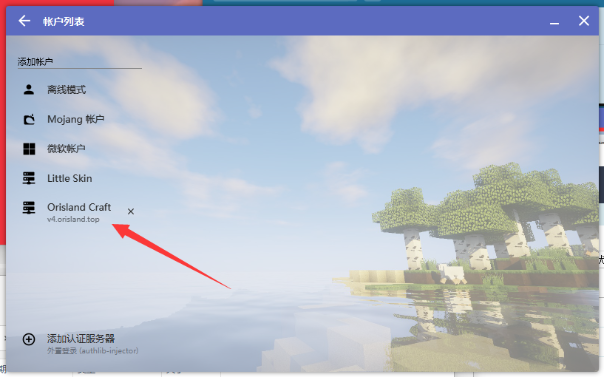 帐户列表
添加帐户
离线模式
Mojang 帐户
微软帐户
Little Skin
Orisland Craft
v4.orisland.top
添加认证服务器
外置登录 (authlib-injector)